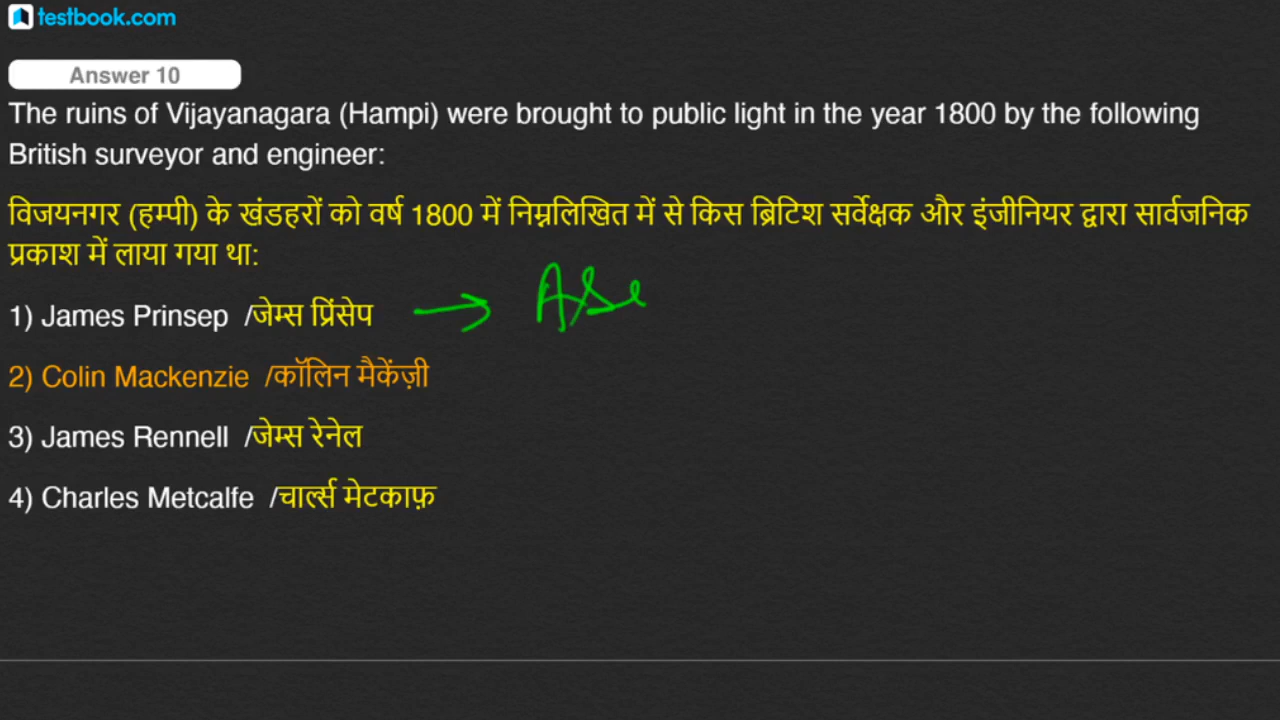 testbook.com
Answer 10
The ruins of Vijayanagara (Hampi) were brought to public light in the year 1800 by the following
British surveyor and engineer:
विजयनगर (हम्पी) के खंडहरों को वर्ष 1800 में निम्नलिखित में से किस ब्रिटिश सर्वेक्षक और इंजीनियर द्वारा सार्वजनिक
प्रकाश में लाया गया था:
1) James Prinsep /जेम्स प्रिंसेप →
2) Colin Mackenzie /कॉलिन मैकेंज़ी
3) James Rennell /जेम्स रेनेल
4) Charles Metcalfe /चार्ल्स मेटकाफ़